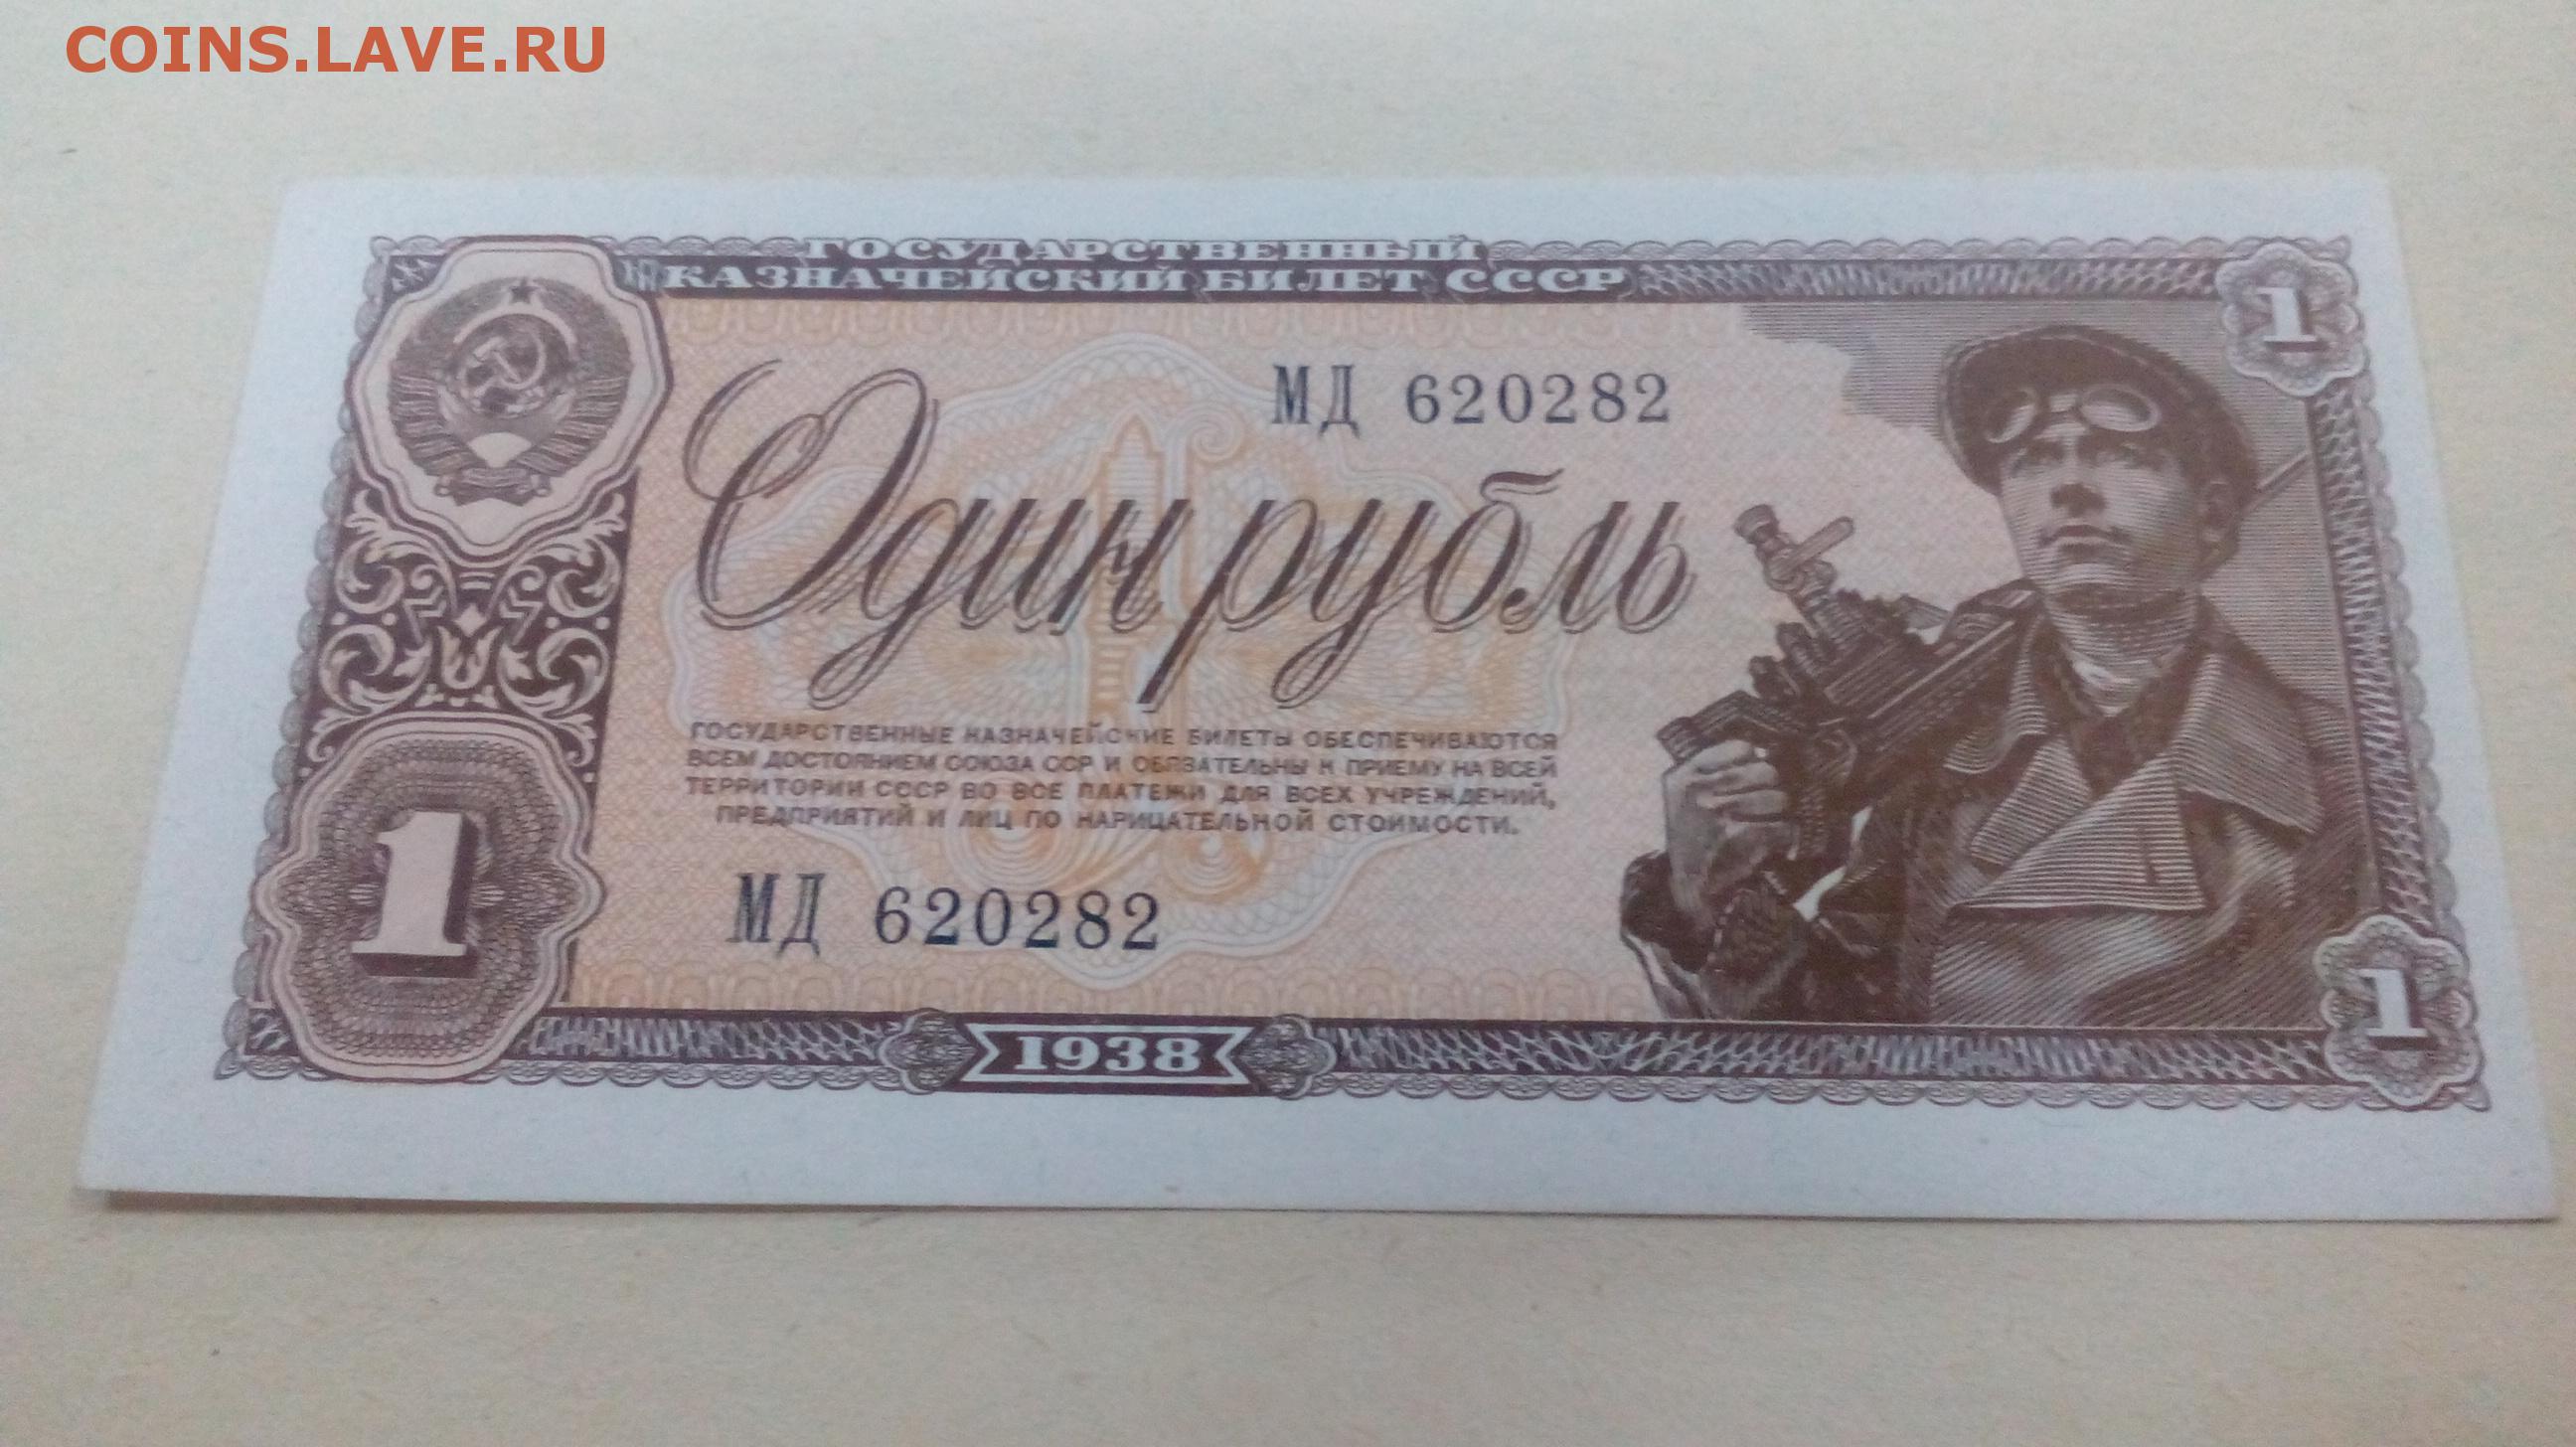 COINS.LAVE.RU
ГОСУДАРСТВЕННЫЙ
КАЗНАЧЕЙСКИЙ БИЛЕТ СССР
1
МД 620282
Один рубль
ГОСУДАРСТВЕННЫЕ КАЗНАЧЕЙСКИЕ БИЛЕТЫ ОБЕСПЕЧИВАЮТСЯ
ВСЕМ ДОСТОЯНИЕМ СОЮЗА ССР И ОБЯЗАТЕЛЬНЫ К ПРИЕМУ НА ВСЕЙ
ТЕРРИТОРИИ СССР ВО ВСЕ ПЛАТЕЖИ ДЛЯ ВСЕХ УЧРЕЖДЕНИЙ,
ПРЕДПРИЯТИЙ И ЛИЦ ПО НАРИЦАТЕЛЬНОЙ СТОИМОСТИ.
1
МД 620282
1
1938